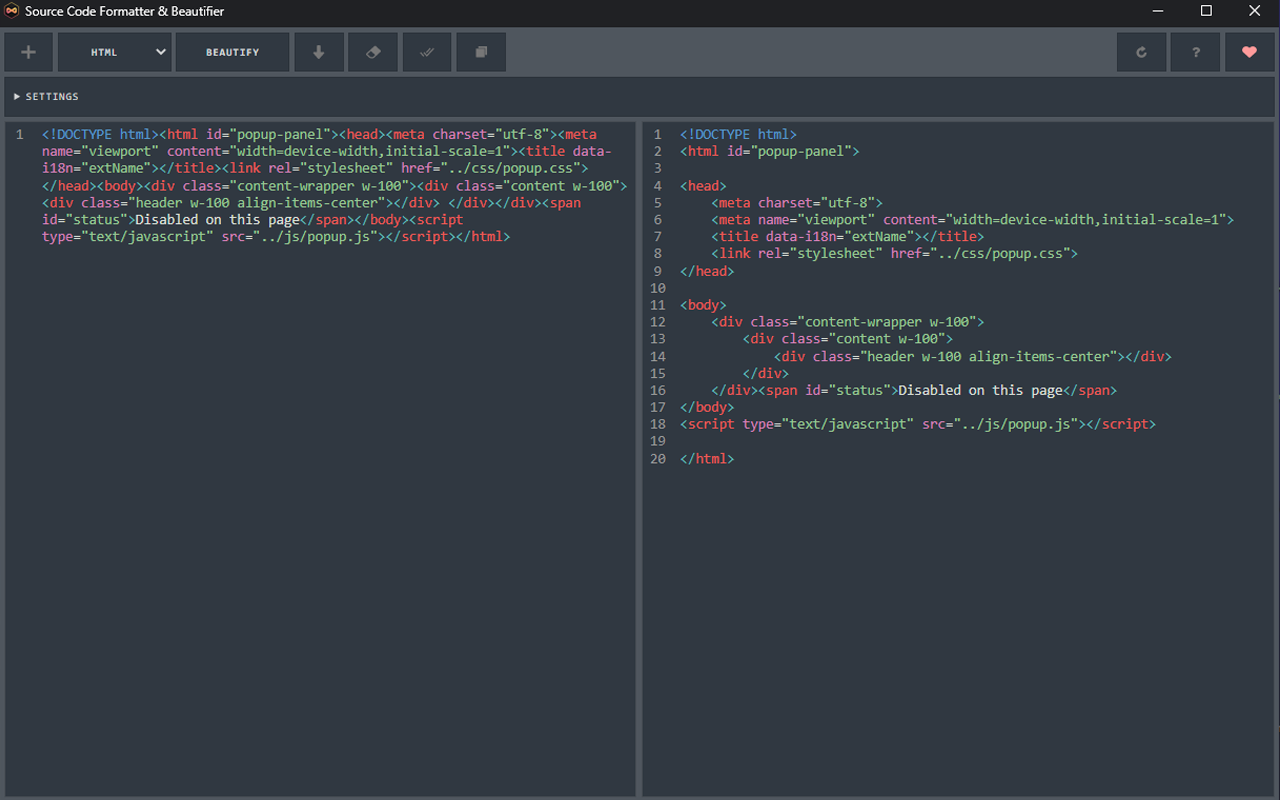 Source Code Formatter & Beautifier
HTML BEAUTIFY ?
SETTINGS
1 <!DOCTYPE html><html id="popup-panel"><head><meta charset="utf-8"><meta
name="viewport" content="width=device-width,initial-scale=1"><title data-
i18n="extName"></title><link rel="stylesheet" href="../css/popup.css">
</head><body><div class="content-wrapper w-100"><div class="content w-100">
<div class="header w-100 align-items-center"></div> </div></div><span
id="status">Disabled on this page</span></body><script
type="text/javascript" src="../js/popup.js"></script></html>
1 <!DOCTYPE html>
2 <html id="popup-panel">
3
4 <head>
5     <meta charset="utf-8">
6     <meta name="viewport" content="width=device-width,initial-scale=1">
7     <title data-i18n="extName"></title>
8     <link rel="stylesheet" href="../css/popup.css">
9 </head>
10
11 <body>
12     <div class="content-wrapper w-100">
13         <div class="content w-100">
14             <div class="header w-100 align-items-center"></div>
15         </div>
16     </div><span id="status">Disabled on this page</span>
17 </body>
18 <script type="text/javascript" src="../js/popup.js"></script>
19
20 </html>